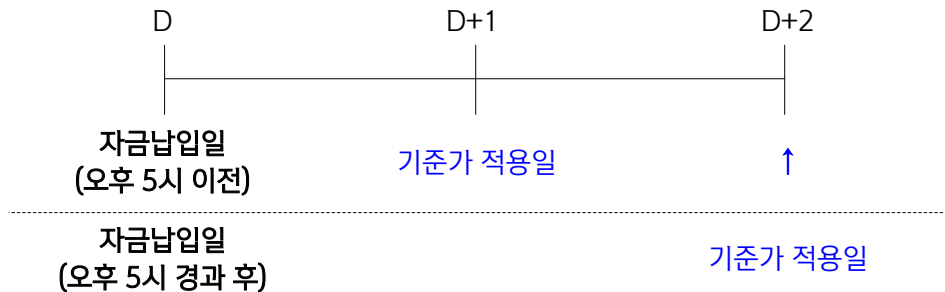 D D+1 D+2
자금납입일
(오후 5시 이전) 기준가 적용일 ↑
자금납입일
(오후 5시 경과 후) 기준가 적용일